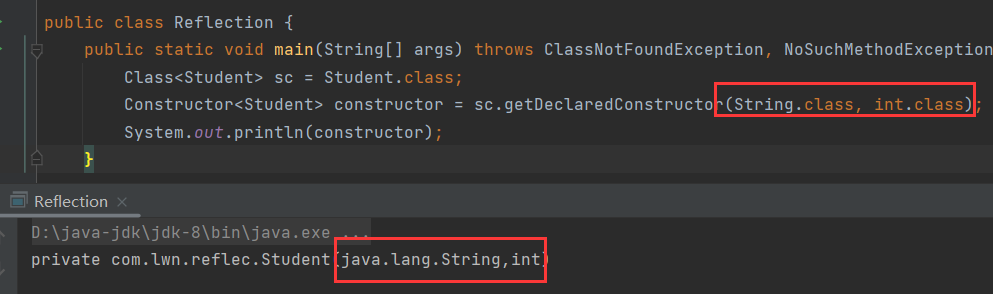 public class Reflection {
public static void main(String[] args) throws ClassNotFoundException, NoSuchMethodException
Class<Student> sc = Student.class;
Constructor<Student> constructor = sc.getDeclaredConstructor(String.class, int.class);
System.out.println(constructor);
}
Reflection ×
D:\java-jdk\jdk-8\bin\java.exe ...
private com.lwn.reflec.Student(java.lang.String,int)